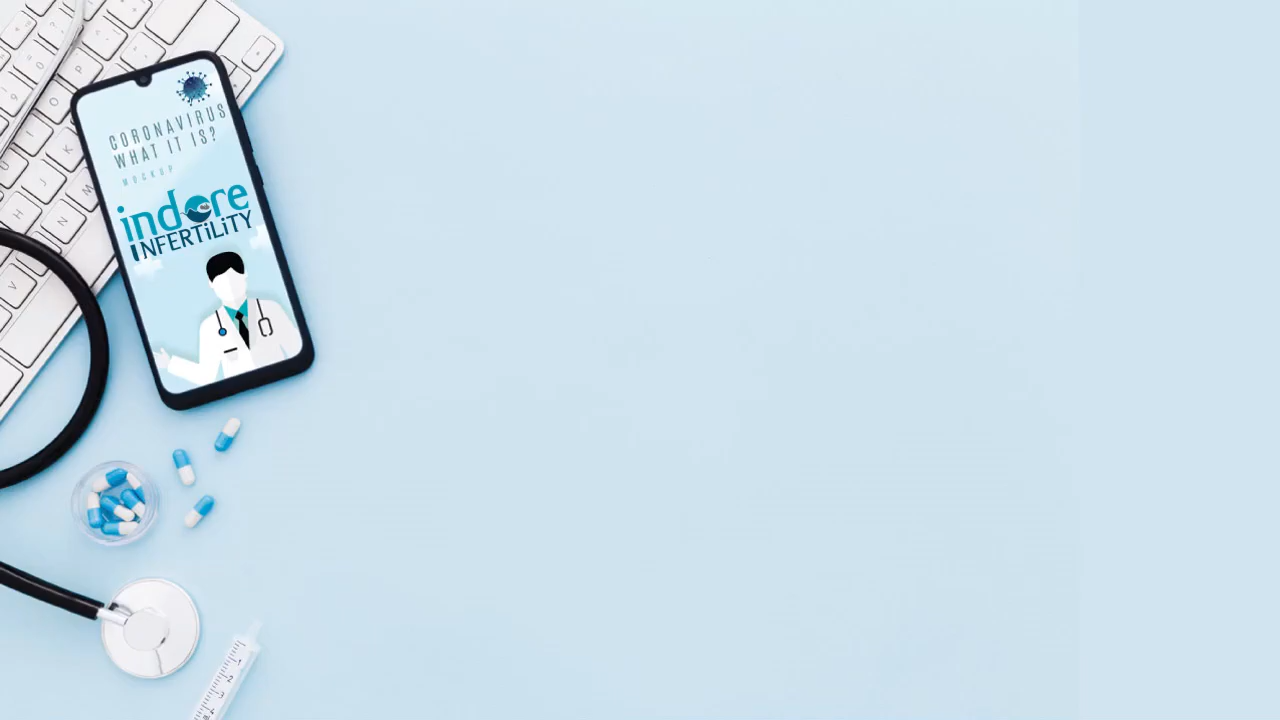 CORONAVIRUS
WHAT IT IS?
MOCKUP
indore
INFERTiLiTY